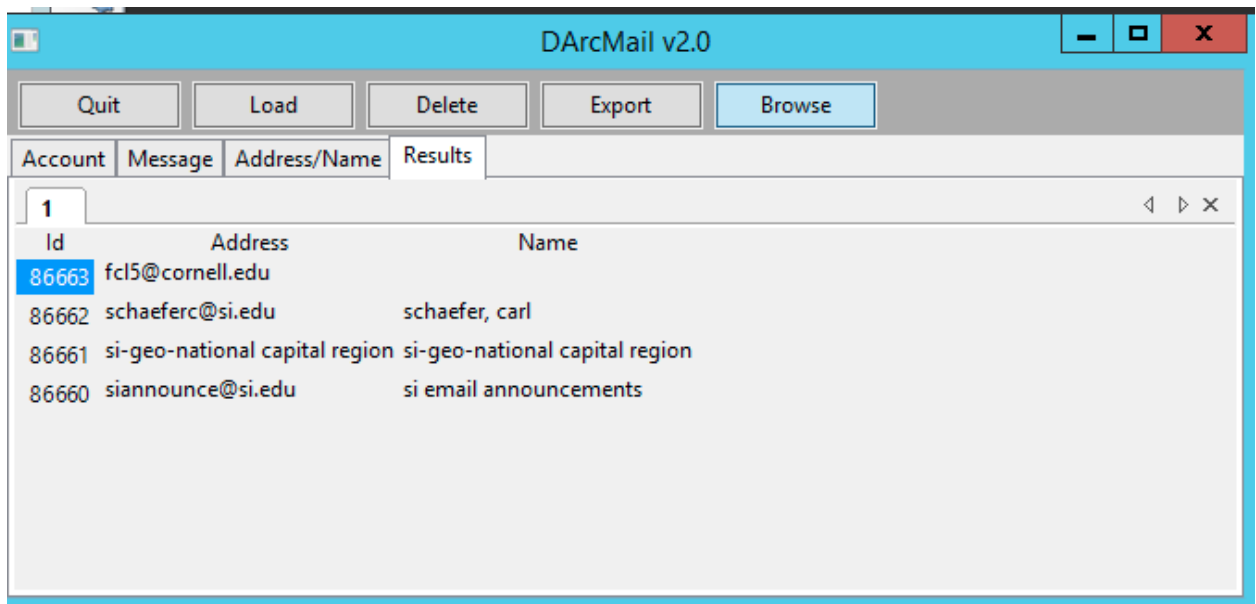 DArcMail v2.0
Quit Load Delete Export Browse
Account Message Address/Name Results
1
Id Address Name
86663 fcl5@cornell.edu
86662 schaeferc@si.edu schaefer, carl
86661 si-geo-national capital region si-geo-national capital region
86660 siannounce@si.edu si email announcements